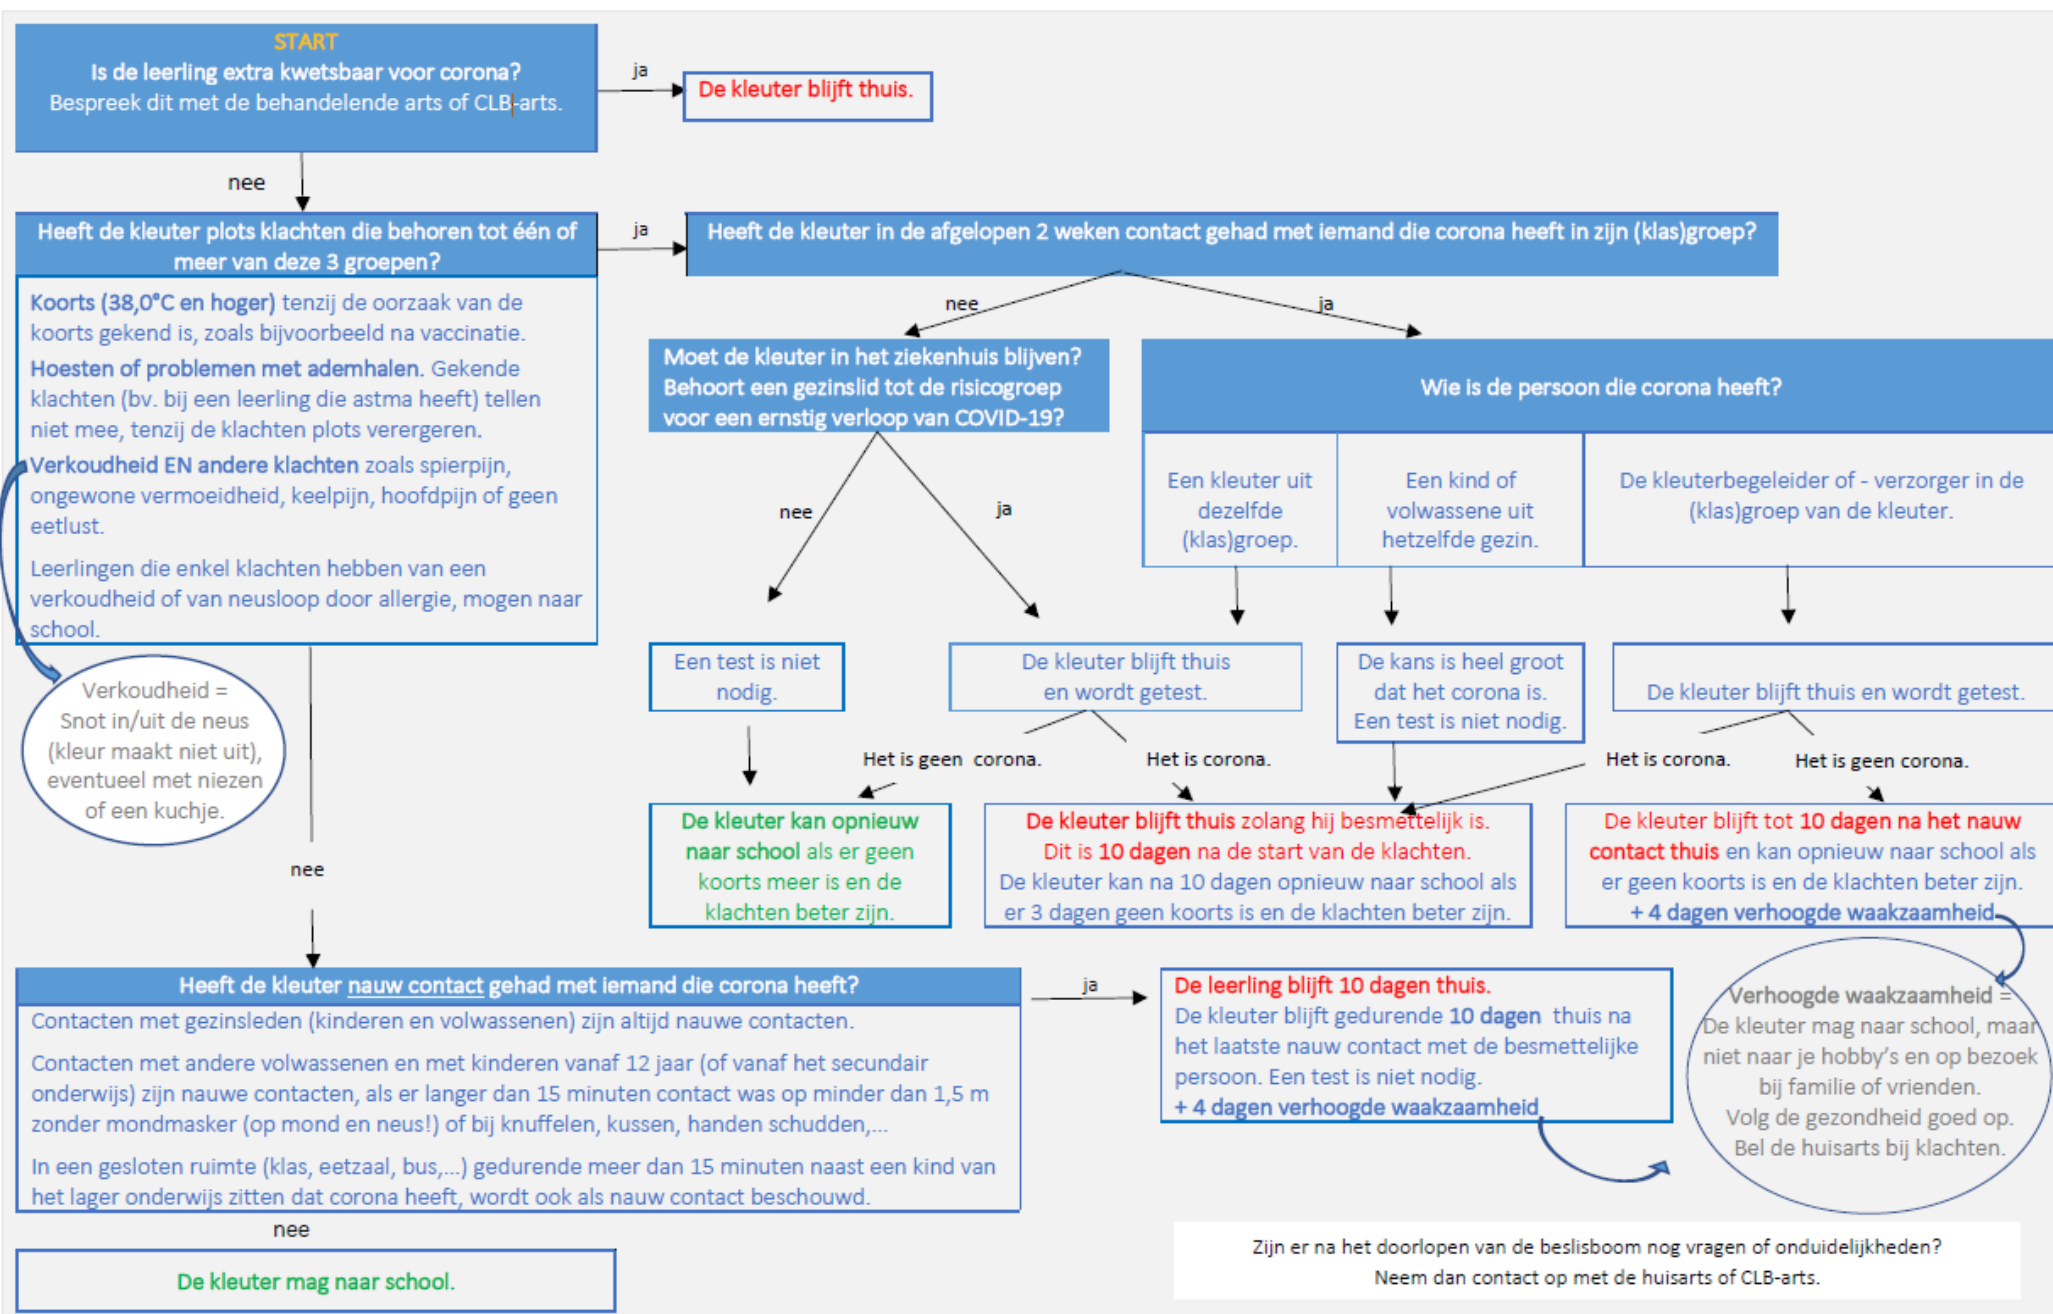 START
Is de leerling extra kwetsbaar voor corona?
Bespreek dit met de behandelende arts of CLB-arts.
ja
De kleuter blijft thuis.
nee
Heeft de kleuter plots klachten die behoren tot één of
meer van deze 3 groepen?
Koorts (38,0°C en hoger) tenzij de oorzaak van de
koorts gekend is, zoals bijvoorbeeld na vaccinatie.
Hoesten of problemen met ademhalen. Gekende
klachten (bv. bij een leerling die astma heeft) tellen
niet mee, tenzij de klachten plots verergeren.
Verkoudheid EN andere klachten zoals spierpijn,
ongewone vermoeidheid, keelpijn, hoofdpijn of geen
eetlust.
Leerlingen die enkel klachten hebben van een
verkoudheid of van neusloop door allergie, mogen naar
school.
Verkoudheid =
Snot in/uit de neus
(kleur maakt niet uit),
eventueel met niezen
of een kuchje.
ja
Heeft de kleuter in de afgelopen 2 weken contact gehad met iemand die corona heeft in zijn (klas)groep?
nee
ja
Moet de kleuter in het ziekenhuis blijven?
Behoort een gezinslid tot de risicogroep
voor een ernstig verloop van COVID-19?
Wie is de persoon die corona heeft?
Een kleuter uit
dezelfde
(klas)groep.
Een kind of
volwassene uit
hetzelfde gezin.
De kleuterbegeleider of - verzorger in de
(klas)groep van de kleuter.
nee
ja
Een test is niet
nodig.
De kleuter blijft thuis
en wordt getest.
De kans is heel groot
dat het corona is.
Een test is niet nodig.
De kleuter blijft thuis en wordt getest.
Het is geen corona.
Het is corona.
Het is corona.
Het is geen corona.
De kleuter kan opnieuw
naar school als er geen
koorts meer is en de
klachten beter zijn.
De kleuter blijft thuis zolang hij besmettelijk is.
Dit is 10 dagen na de start van de klachten.
De kleuter kan na 10 dagen opnieuw naar school als
er 3 dagen geen koorts is en de klachten beter zijn.
De kleuter blijft tot 10 dagen na het nauw
contact thuis en kan opnieuw naar school als
er geen koorts is en de klachten beter zijn.
+ 4 dagen verhoogde waakzaamheid
nee
Heeft de kleuter nauw contact gehad met iemand die corona heeft?
Contacten met gezinsleden (kinderen en volwassenen) zijn altijd nauwe contacten.
Contacten met andere volwassenen en met kinderen vanaf 12 jaar (of vanaf het secundair
onderwijs) zijn nauwe contacten, als er langer dan 15 minuten contact was op minder dan 1,5 m
zonder mondmasker (op mond en neus!) of bij knuffelen, kussen, handen schudden,...
In een gesloten ruimte (klas, eetzaal, bus,...) gedurende meer dan 15 minuten naast een kind van
het lager onderwijs zitten dat corona heeft, wordt ook als nauw contact beschouwd.
ja
De leerling blijft 10 dagen thuis.
De kleuter blijft gedurende 10 dagen thuis na
het laatste nauw contact met de besmettelijke
persoon. Een test is niet nodig.
+ 4 dagen verhoogde waakzaamheid
Verhoogde waakzaamheid =
De kleuter mag naar school, maar
niet naar je hobby's en op bezoek
bij familie of vrienden.
Volg de gezondheid goed op.
Bel de huisarts bij klachten.
nee
De kleuter mag naar school.
Zijn er na het doorlopen van de beslisboom nog vragen of onduidelijkheden?
Neem dan contact op met de huisarts of CLB-arts.